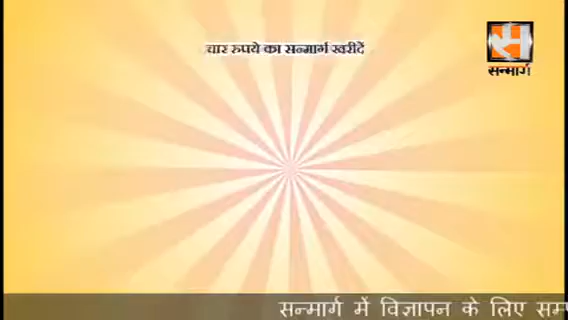 चार रुपये का सन्मार्ग खरीदें
सन्मार्ग
सन्मार्ग में विज्ञापन के लिए